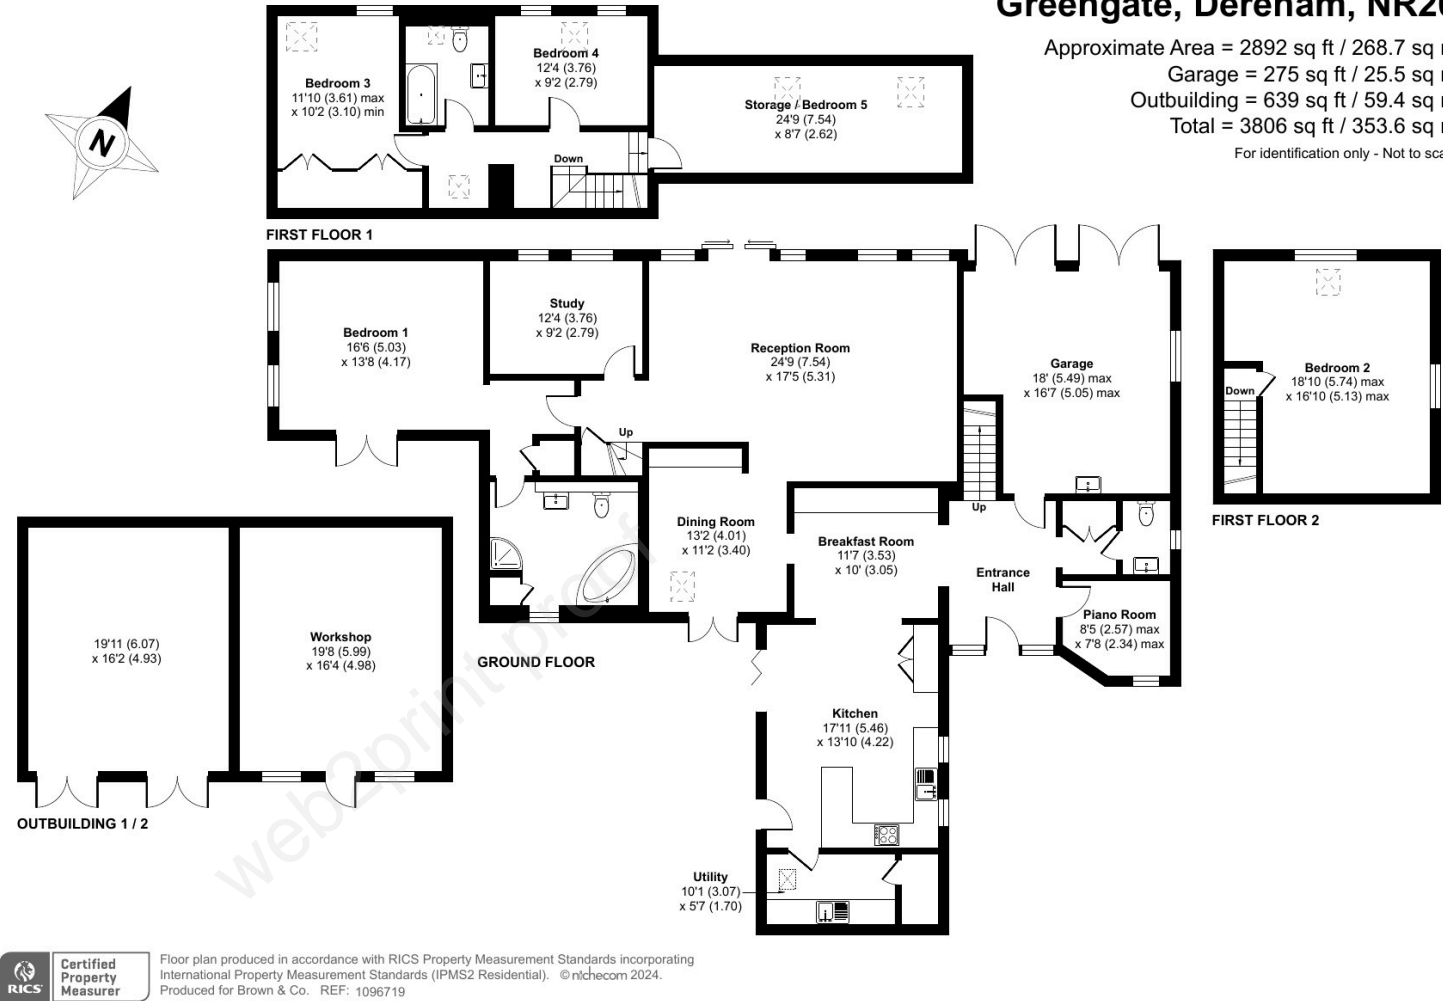 Greengate, Dereham, NR20
Approximate Area = 2892 sq ft / 268.7 sq m
Garage = 275 sq ft / 25.5 sq m
Outbuilding = 639 sq ft / 59.4 sq m
Total = 3806 sq ft / 353.6 sq m
For identification only - Not to sca
N
Bedroom 3
11'10 (3.61) max
x 10'2 (3.10) min
Bedroom 4
12'4 (3.76)
x 9'2 (2.79)
Storage / Bedroom 5
24'9 (7.54)
x 8'7 (2.62)
Down
FIRST FLOOR 1
Bedroom 1
16'6 (5.03)
x 13'8 (4.17)
Study
12'4 (3.76)
x 9'2 (2.79)
Reception Room
24'9 (7.54)
x 17'5 (5.31)
Garage
18' (5.49) max
x 16'7 (5.05) max
Bedroom 2
18'10 (5.74) max
x 16'10 (5.13) max
Down
FIRST FLOOR 2
Up
Up
Dining Room
13'2 (4.01)
x 11'2 (3.40)
Breakfast Room
11'7 (3.53)
x 10' (3.05)
Entrance
Hall
Piano Room
8'5 (2.57) max
x 7'8 (2.34) max
19'11 (6.07)
x 16'2 (4.93)
Workshop
19'8 (5.99)
x 16'4 (4.98)
GROUND FLOOR
Kitchen
17'11 (5.46)
x 13'10 (4.22)
OUTBUILDING 1 / 2
Utility
10'1 (3.07)
x 5'7 (1.70)
web2print proof
RICS
Certified
Property
Measurer
Floor plan produced in accordance with RICS Property Measurement Standards incorporating
International Property Measurement Standards (IPMS2 Residential). © nichecom 2024.
Produced for Brown & Co. REF: 1096719